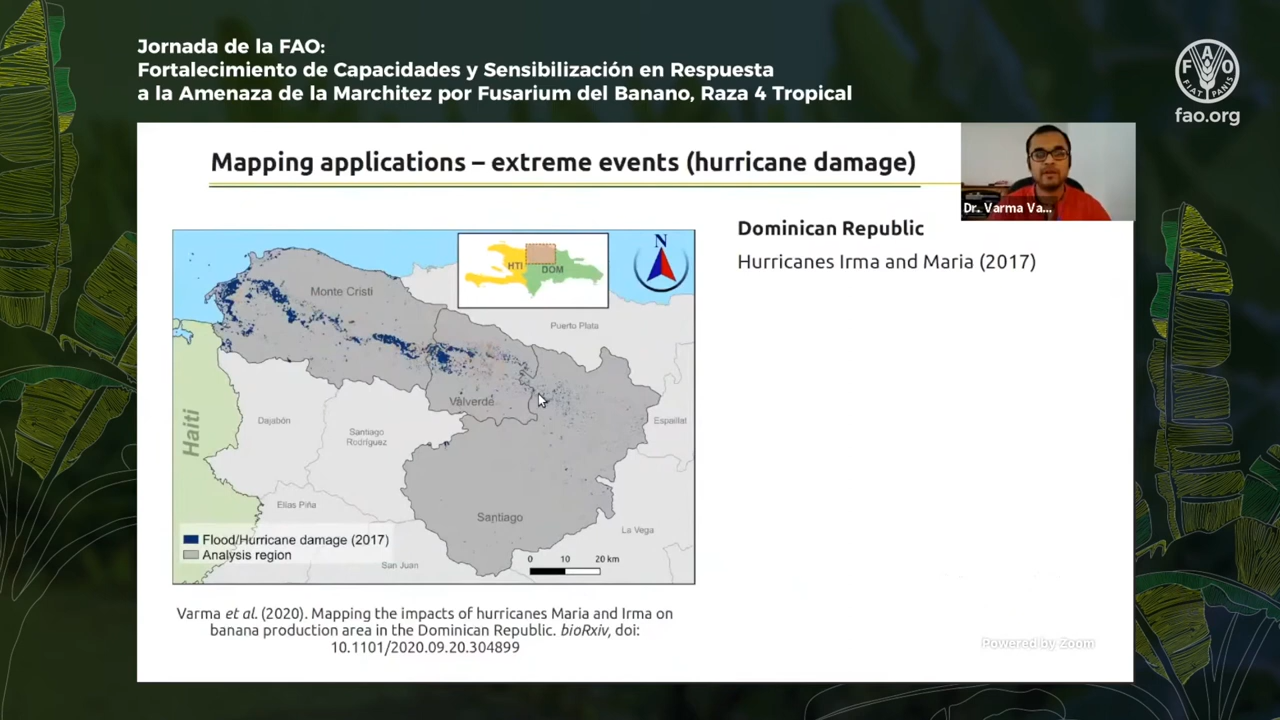 Jornada de la FAO:
Fortalecimiento de Capacidades y Sensibilización en Respuesta
a la Amenaza de la Marchitez por Fusarium del Banano, Raza 4 Tropical
F A O
FIAT PANIS
fao.org
Mapping applications – extreme events (hurricane damage)
Dr. Varma Va...
Dominican Republic
Hurricanes Irma and Maria (2017)
HTI
DOM
N
Monte Cristi
Puerto Plata
Valverde
Haiti
Dajabón
Santiago
Rodríguez
Espaillat
Elías Piña
Santiago
La Vega
San Juan
Flood/Hurricane damage (2017)
Analysis region
0 10 20 km
Varma et al. (2020). Mapping the impacts of hurricanes Maria and Irma on
banana production area in the Dominican Republic. bioRxiv, doi:
10.1101/2020.09.20.304899
Powered by Zoom